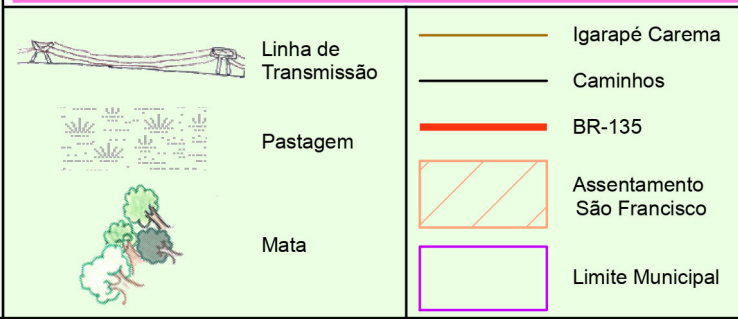 Linha de
Transmissão
Pastagem
Mata
Igarapé Carema
Caminhos
BR-135
Assentamento
São Francisco
Limite Municipal